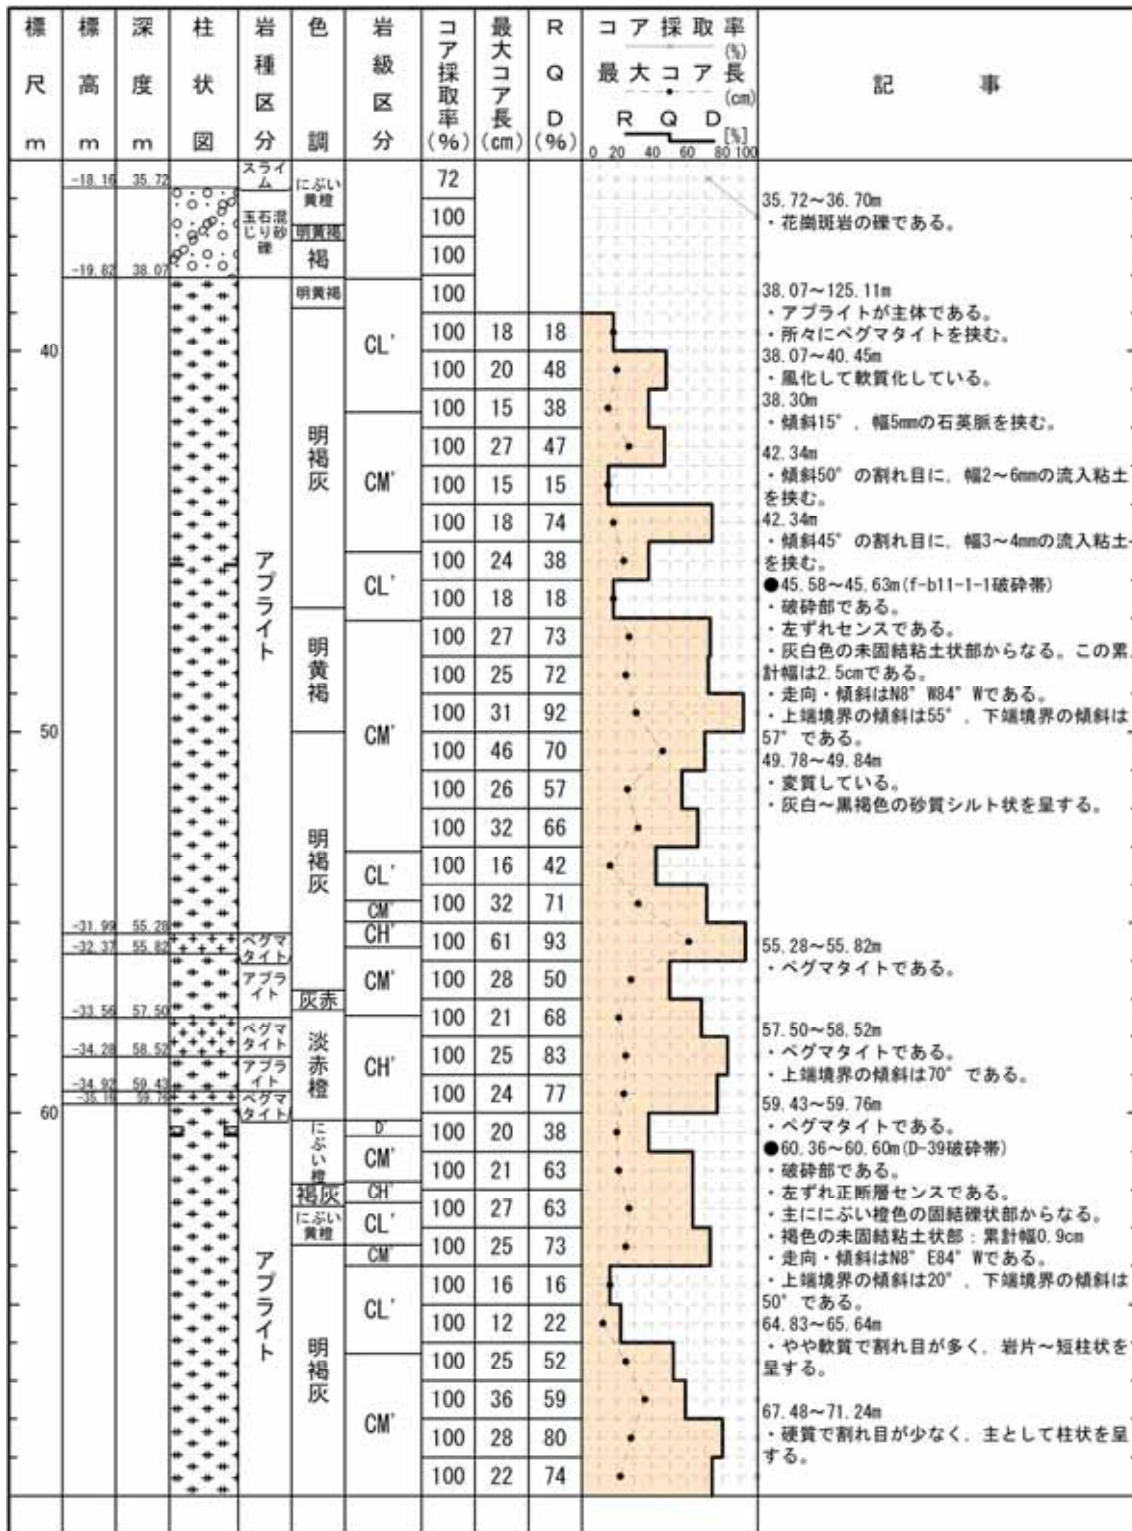 標尺 m
標高 m
深度 m
柱状図
岩種区分
色調
岩級区分
コア採取率(%)
最大コア長(cm)
RQD(%)
コア採取率
(%)
最大コア長
(cm)
RQD
[%]
0 20 40 60 80 100
記事
40
50
60
-18.16 35.72
-19.82 38.07
-31.99 55.28
-32.37 55.82
-33.56 57.50
-34.28 58.52
-34.92 59.43
59.76
スライム
玉石混じり砂礫
アプライト
ペグマタイト
アプライト
ペグマタイト
アプライト
ペグマタイト
アプライト
にぶい黄橙
明黄褐
褐
明黄褐
明褐灰
明黄褐
明褐灰
灰赤
淡赤橙
にぶい橙
褐灰
にぶい黄橙
明褐灰
CL'
CM'
CL'
CM'
CL'
CM'
CH'
CM'
CH'
D'
CM'
CH'
CL'
CM'
CL'
CM'
72
100
100
100
100 18 18
100 20 48
100 15 38
100 27 47
100 15 15
100 18 74
100 24 38
100 18 18
100 27 73
100 25 72
100 31 92
100 46 70
100 26 57
100 32 66
100 16 42
100 32 71
100 61 93
100 28 50
100 21 68
100 25 83
100 24 77
100 20 38
100 21 63
100 27 63
100 25 73
100 16 16
100 12 22
100 25 52
100 36 59
100 28 80
100 22 74
35.72～36.70m
・花崗斑岩の礫である。
38.07～125.11m
・アプライトが主体である。
・所々にペグマタイトを挟む。
38.07～40.45m
・風化して軟質化している。
38.30m
・傾斜15°，幅5mmの石英脈を挟む。
42.34m
・傾斜50°の割れ目に，幅2～6mmの流入粘土
を挟む。
42.34m
・傾斜45°の割れ目に，幅3～4mmの流入粘土
を挟む。
●45.58～45.63m(f-b11-1-1破砕帯)
・破砕部である。
・左ずれセンスである。
・灰白色の未固結粘土状部からなる。この累
計幅は2.5cmである。
・走向・傾斜はN8°W84°Wである。
・上端境界の傾斜は55°，下端境界の傾斜は
57°である。
49.78～49.84m
・変質している。
・灰白～黒褐色の砂質シルト状を呈する。
55.28～55.82m
・ペグマタイトである。
57.50～58.52m
・ペグマタイトである。
・上端境界の傾斜は70°である。
59.43～59.76m
・ペグマタイトである。
●60.36～60.60m(D-39破砕帯)
・破砕部である。
・左ずれ正断層センスである。
・主ににぶい橙色の固結礫状部からなる。
・褐色の未固結粘土状部：累計幅0.9cm
・走向・傾斜はN8°E84°Wである。
・上端境界の傾斜は20°，下端境界の傾斜は
50°である。
64.83～65.64m
・やや軟質で割れ目が多く，岩片～短柱状を
呈する。
67.48～71.24m
・硬質で割れ目が少なく，主として柱状を呈
する。